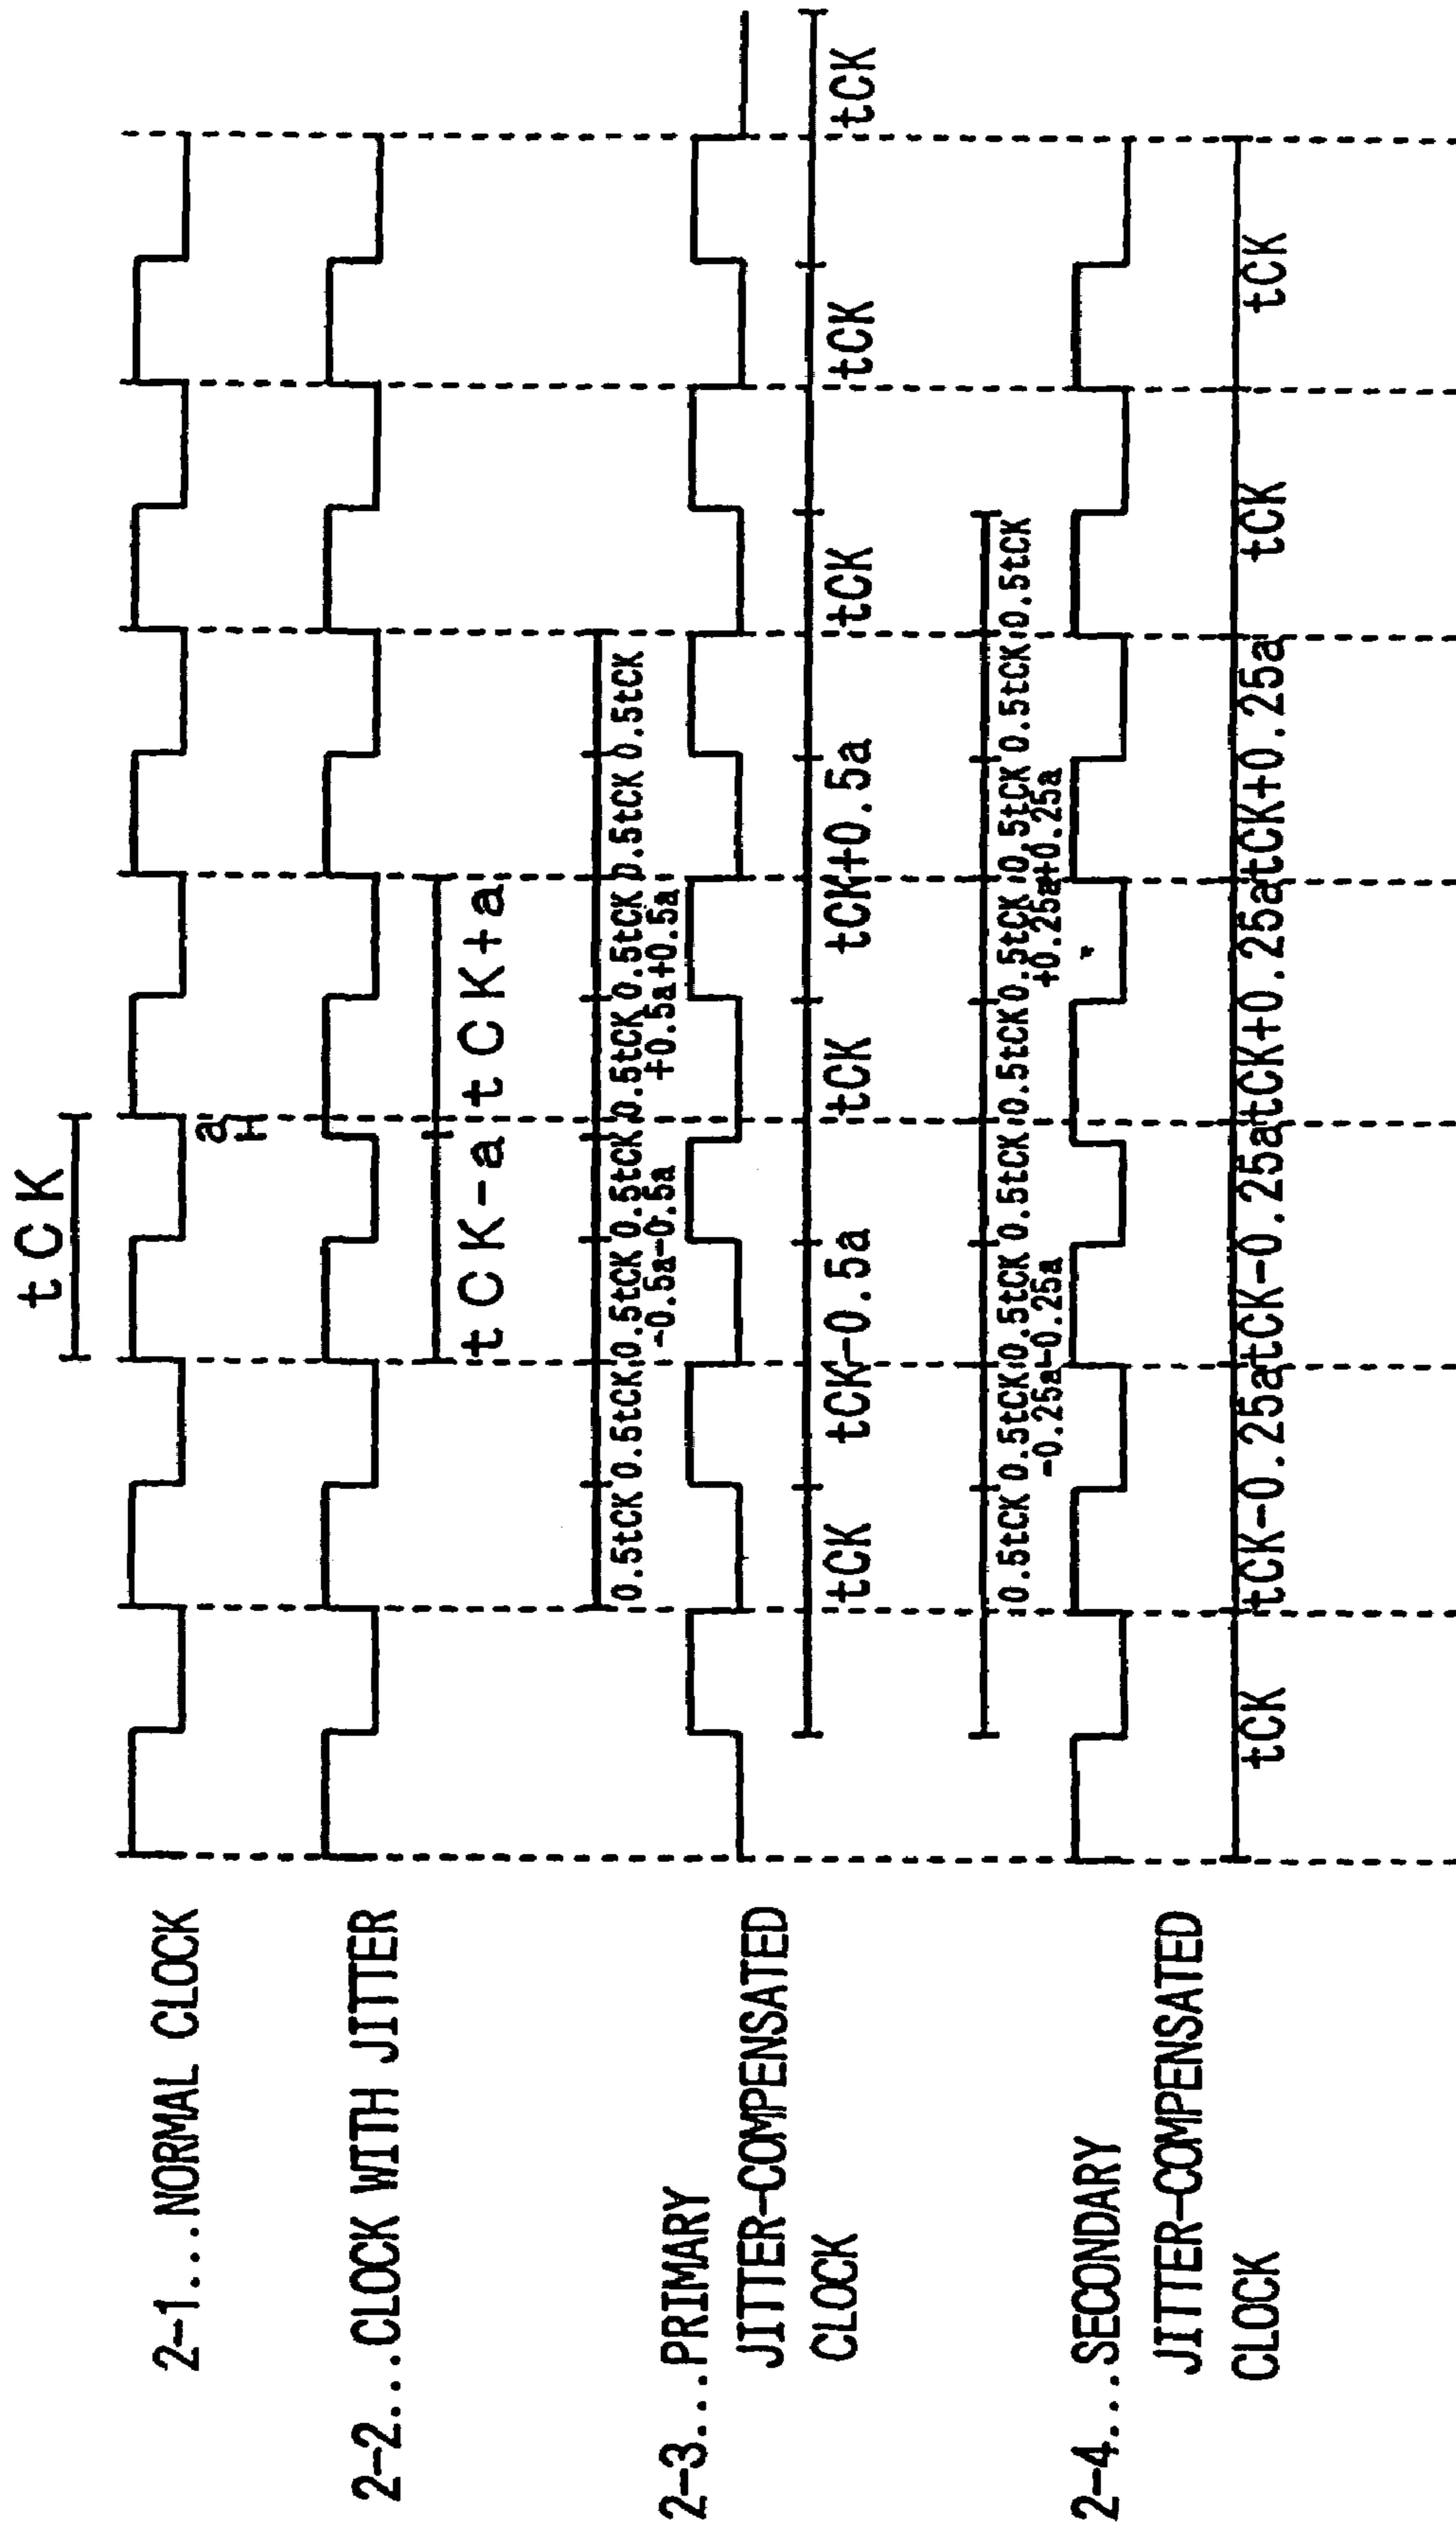 tCK
2-1...NORMAL CLOCK
a
2-2...CLOCK WITH JITTER
tCK-a tCK+a
0.5tCK 0.5tCK 0.5tCK 0.5tCK 0.5tCK 0.5tCK 0.5tCK 0.5tCK
-0.5a -0.5a +0.5a +0.5a
2-3...PRIMARY
JITTER-COMPENSATED
CLOCK
tCK tCK-0.5a tCK tCK+0.5a tCK tCK tCK
0.5tCK 0.5tCK 0.5tCK 0.5tCK 0.5tCK 0.5tCK 0.5tCK 0.5tCK 0.5tCK
-0.25a -0.25a +0.25a +0.25a
2-4...SECONDARY
JITTER-COMPENSATED
CLOCK
tCK tCK-0.25a tCK-0.25a tCK+0.25a tCK+0.25a tCK tCK